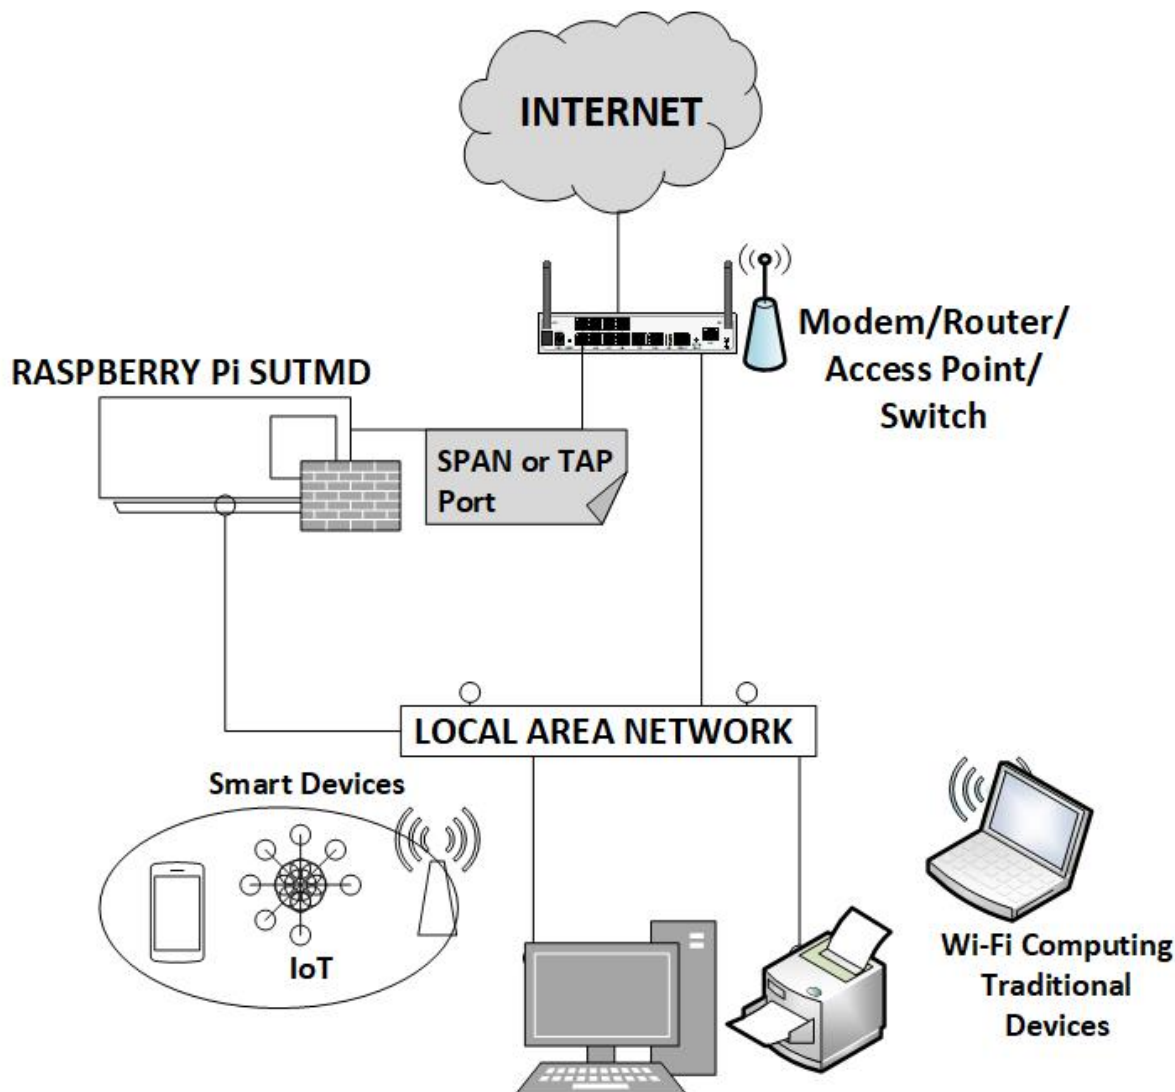 INTERNET
Modem/Router/
Access Point/
Switch
RASPBERRY Pi SUTMD
SPAN or TAP
Port
LOCAL AREA NETWORK
Smart Devices
IoT
Wi-Fi Computing
Traditional
Devices